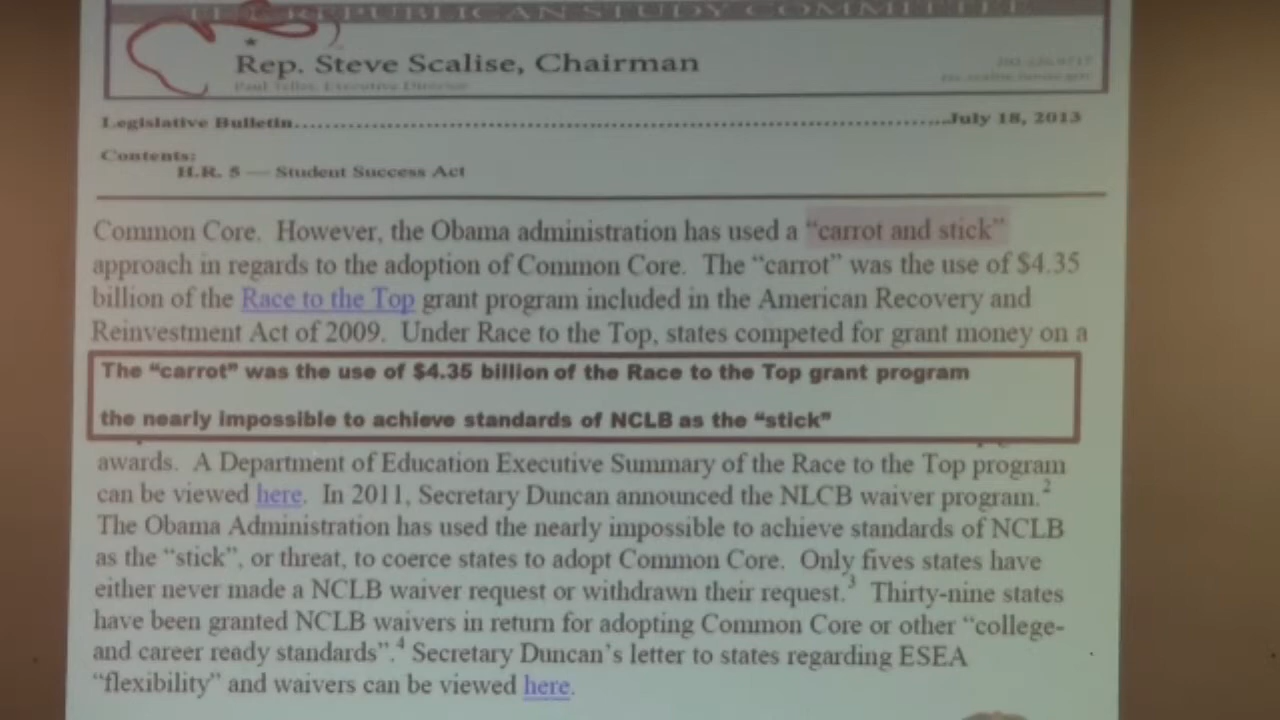 THE REPUBLICAN STUDY COMMITTEE
Rep. Steve Scalise, Chairman
Paul Teller, Executive Director
Legislative Bulletin......July 18, 2013
Contents:
H.R. 5 — Student Success Act
Common Core. However, the Obama administration has used a “carrot and stick”
approach in regards to the adoption of Common Core. The “carrot” was the use of $4.35
billion of the Race to the Top grant program included in the American Recovery and
Reinvestment Act of 2009. Under Race to the Top, states competed for grant money on a
The “carrot” was the use of $4.35 billion of the Race to the Top grant program
the nearly impossible to achieve standards of NCLB as the “stick”
awards. A Department of Education Executive Summary of the Race to the Top program
can be viewed here. In 2011, Secretary Duncan announced the NLCB waiver program.2
The Obama Administration has used the nearly impossible to achieve standards of NCLB
as the “stick”, or threat, to coerce states to adopt Common Core. Only fives states have
either never made a NCLB waiver request or withdrawn their request.3 Thirty-nine states
have been granted NCLB waivers in return for adopting Common Core or other “college-
and career ready standards”.4 Secretary Duncan’s letter to states regarding ESEA
“flexibility” and waivers can be viewed here.